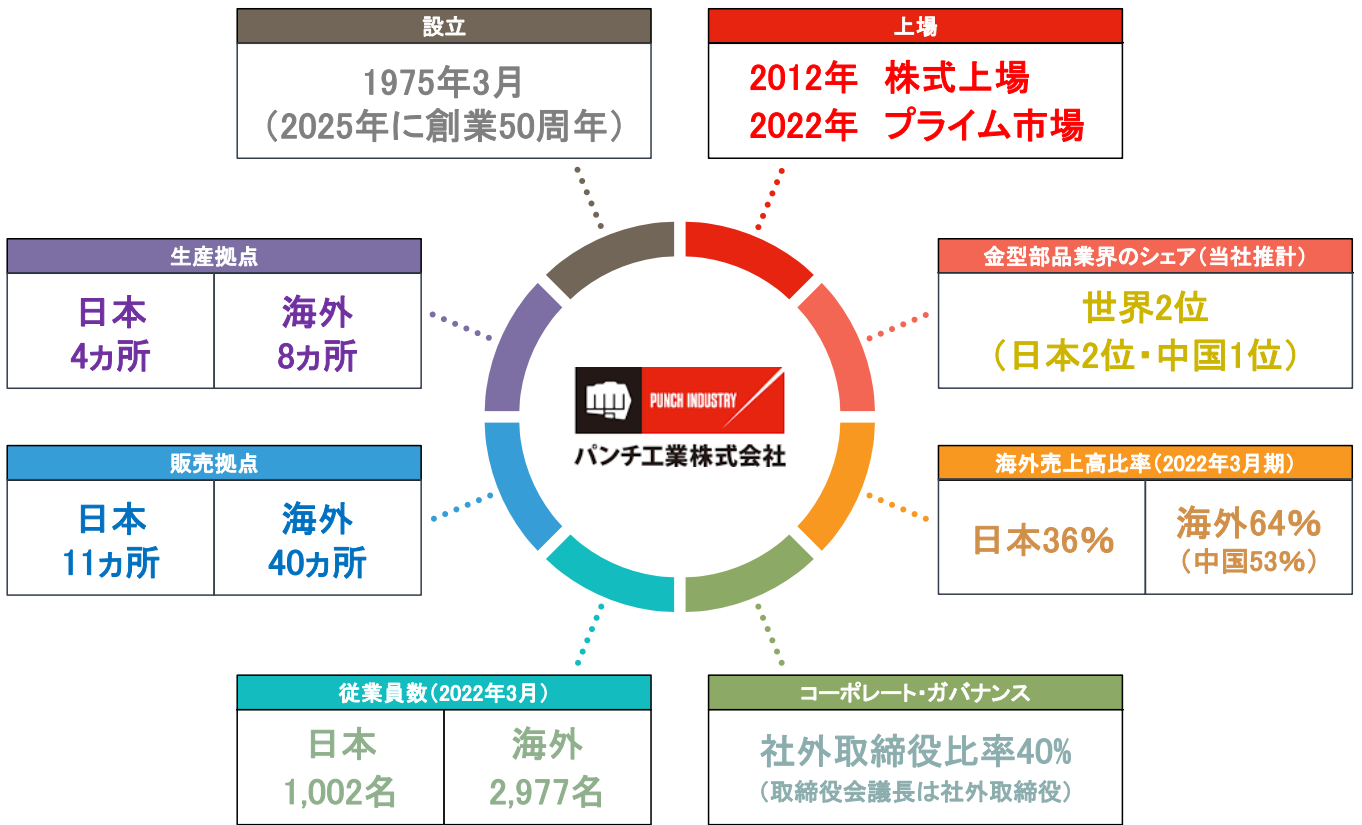 設立
1975年3月
（2025年に創業50周年）
上場
2012年 株式上場
2022年 プライム市場
生産拠点
日本
4ヵ所
海外
8ヵ所
金型部品業界のシェア（当社推計）
世界2位
（日本2位・中国1位）
PUNCH INDUSTRY
パンチ工業株式会社
販売拠点
日本
11ヵ所
海外
40ヵ所
海外売上高比率（2022年3月期）
日本36%
海外64%
（中国53%）
従業員数（2022年3月）
日本
1,002名
海外
2,977名
コーポレート・ガバナンス
社外取締役比率40%
（取締役会議長は社外取締役）